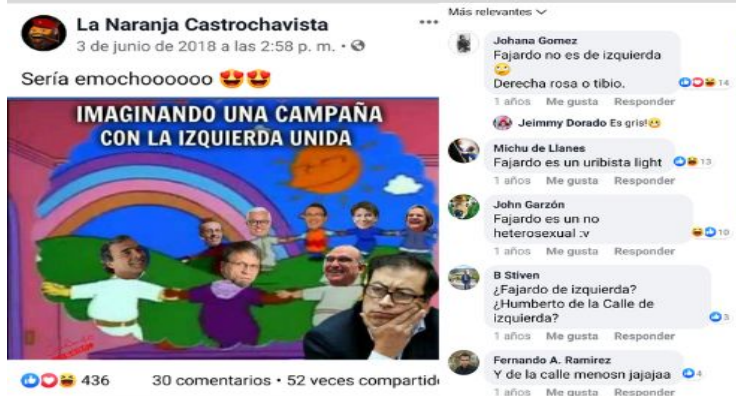 La Naranja Castrochavista
3 de junio de 2018 a las 2:58 p. m. •
Sería emochoooooo 😍😍
IMAGINANDO UNA CAMPAÑA
CON LA IZQUIERDA UNIDA
436
30 comentarios • 52 veces compartid
Más relevantes
Johana Gomez
Fajardo no es de izquierda
🙄
Derecha rosa o tibio.
14
1 años Me gusta Responder
Jeimmy Dorado Es gris!
Michu de Llanes
Fajardo es un uribista light
13
1 años Me gusta Responder
John Garzón
Fajardo es un no
heterosexual :v
10
1 años Me gusta Responder
B Stiven
¿Fajardo de izquierda?
¿Humberto de la Calle de
izquierda?
3
1 años Me gusta Responder
Fernando A. Ramirez
Y de la calle menosn jajajaa
4
1 años Me gusta Responder